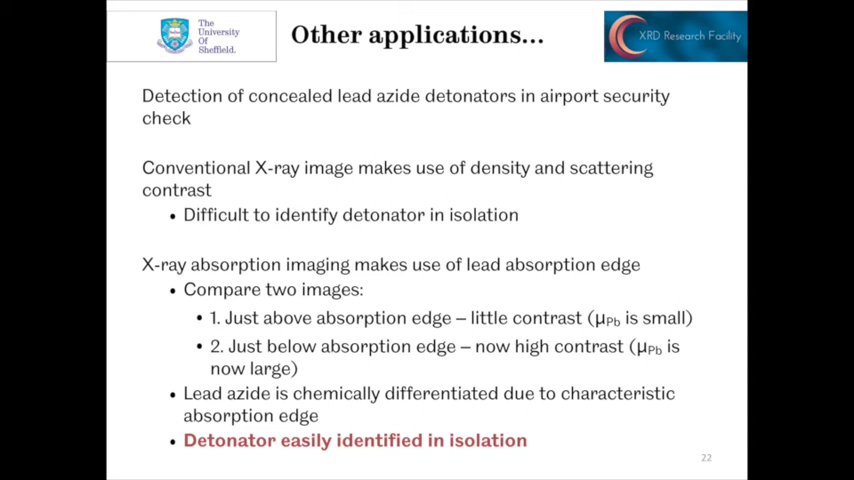 The
University
Of
Sheffield.
Other applications...
XRD Research Facility
Detection of concealed lead azide detonators in airport security
check
Conventional X-ray image makes use of density and scattering
contrast
• Difficult to identify detonator in isolation
X-ray absorption imaging makes use of lead absorption edge
• Compare two images:
• 1. Just above absorption edge – little contrast (μPb is small)
• 2. Just below absorption edge – now high contrast (μPb is
now large)
• Lead azide is chemically differentiated due to characteristic
absorption edge
• Detonator easily identified in isolation
22